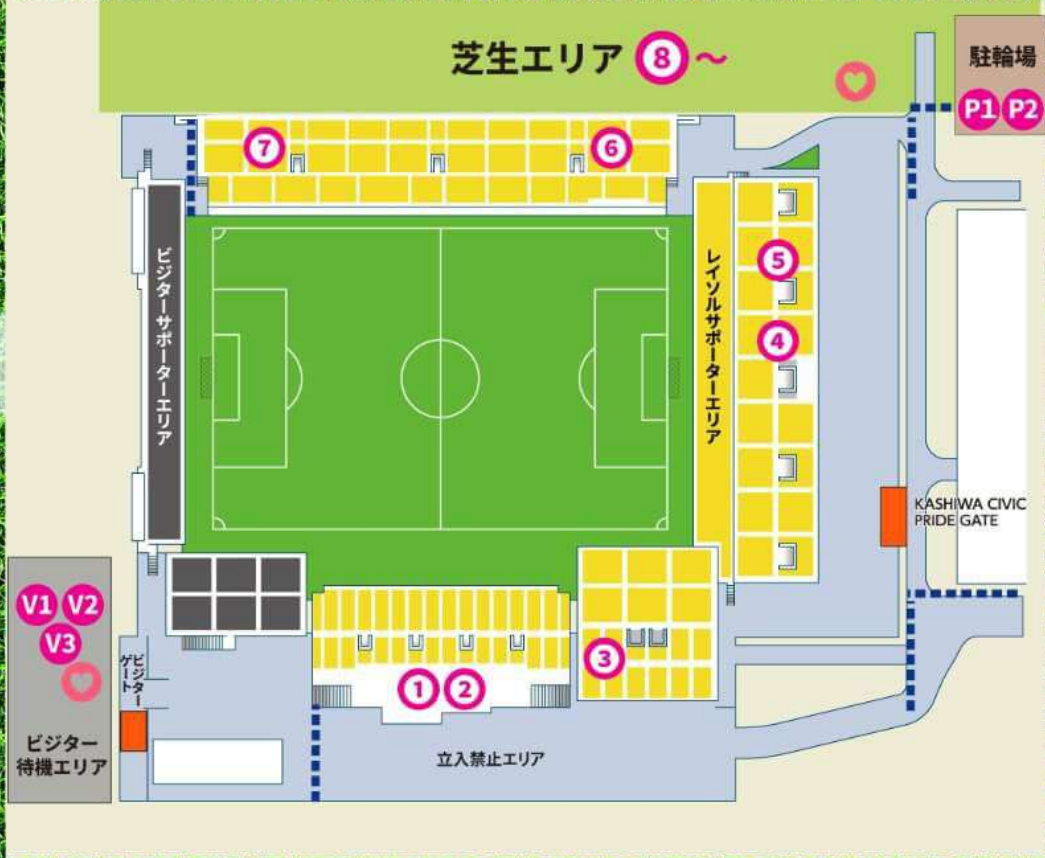 芝生エリア 8 ～
駐輪場
P1 P2
7
6
5
4
ビジターサポーターエリア
レイソルサポーターエリア
KASHIWA CIVIC
PRIDE GATE
V1 V2
V3
ビジター
ゲート
3
1 2
ビジター
待機エリア
立入禁止エリア